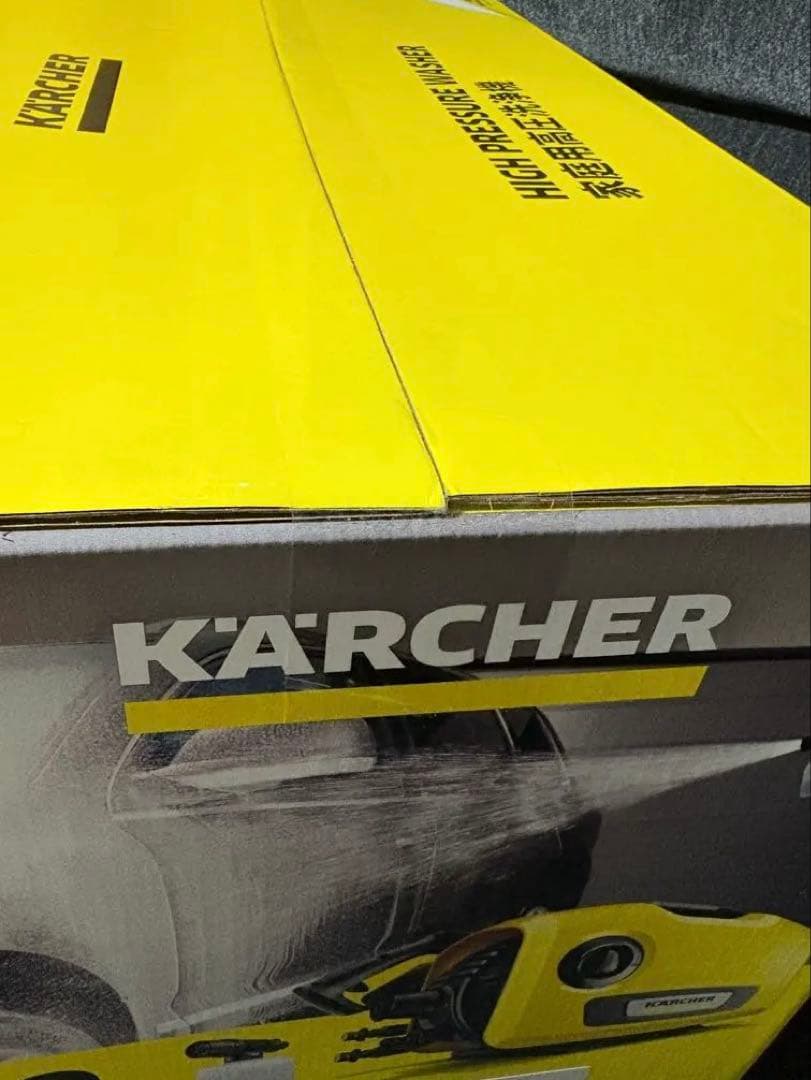 KÄRCHER
HIGH PRESSURE WASHER
家庭用高圧洗浄機
KÄRCHER
KÄRCHER